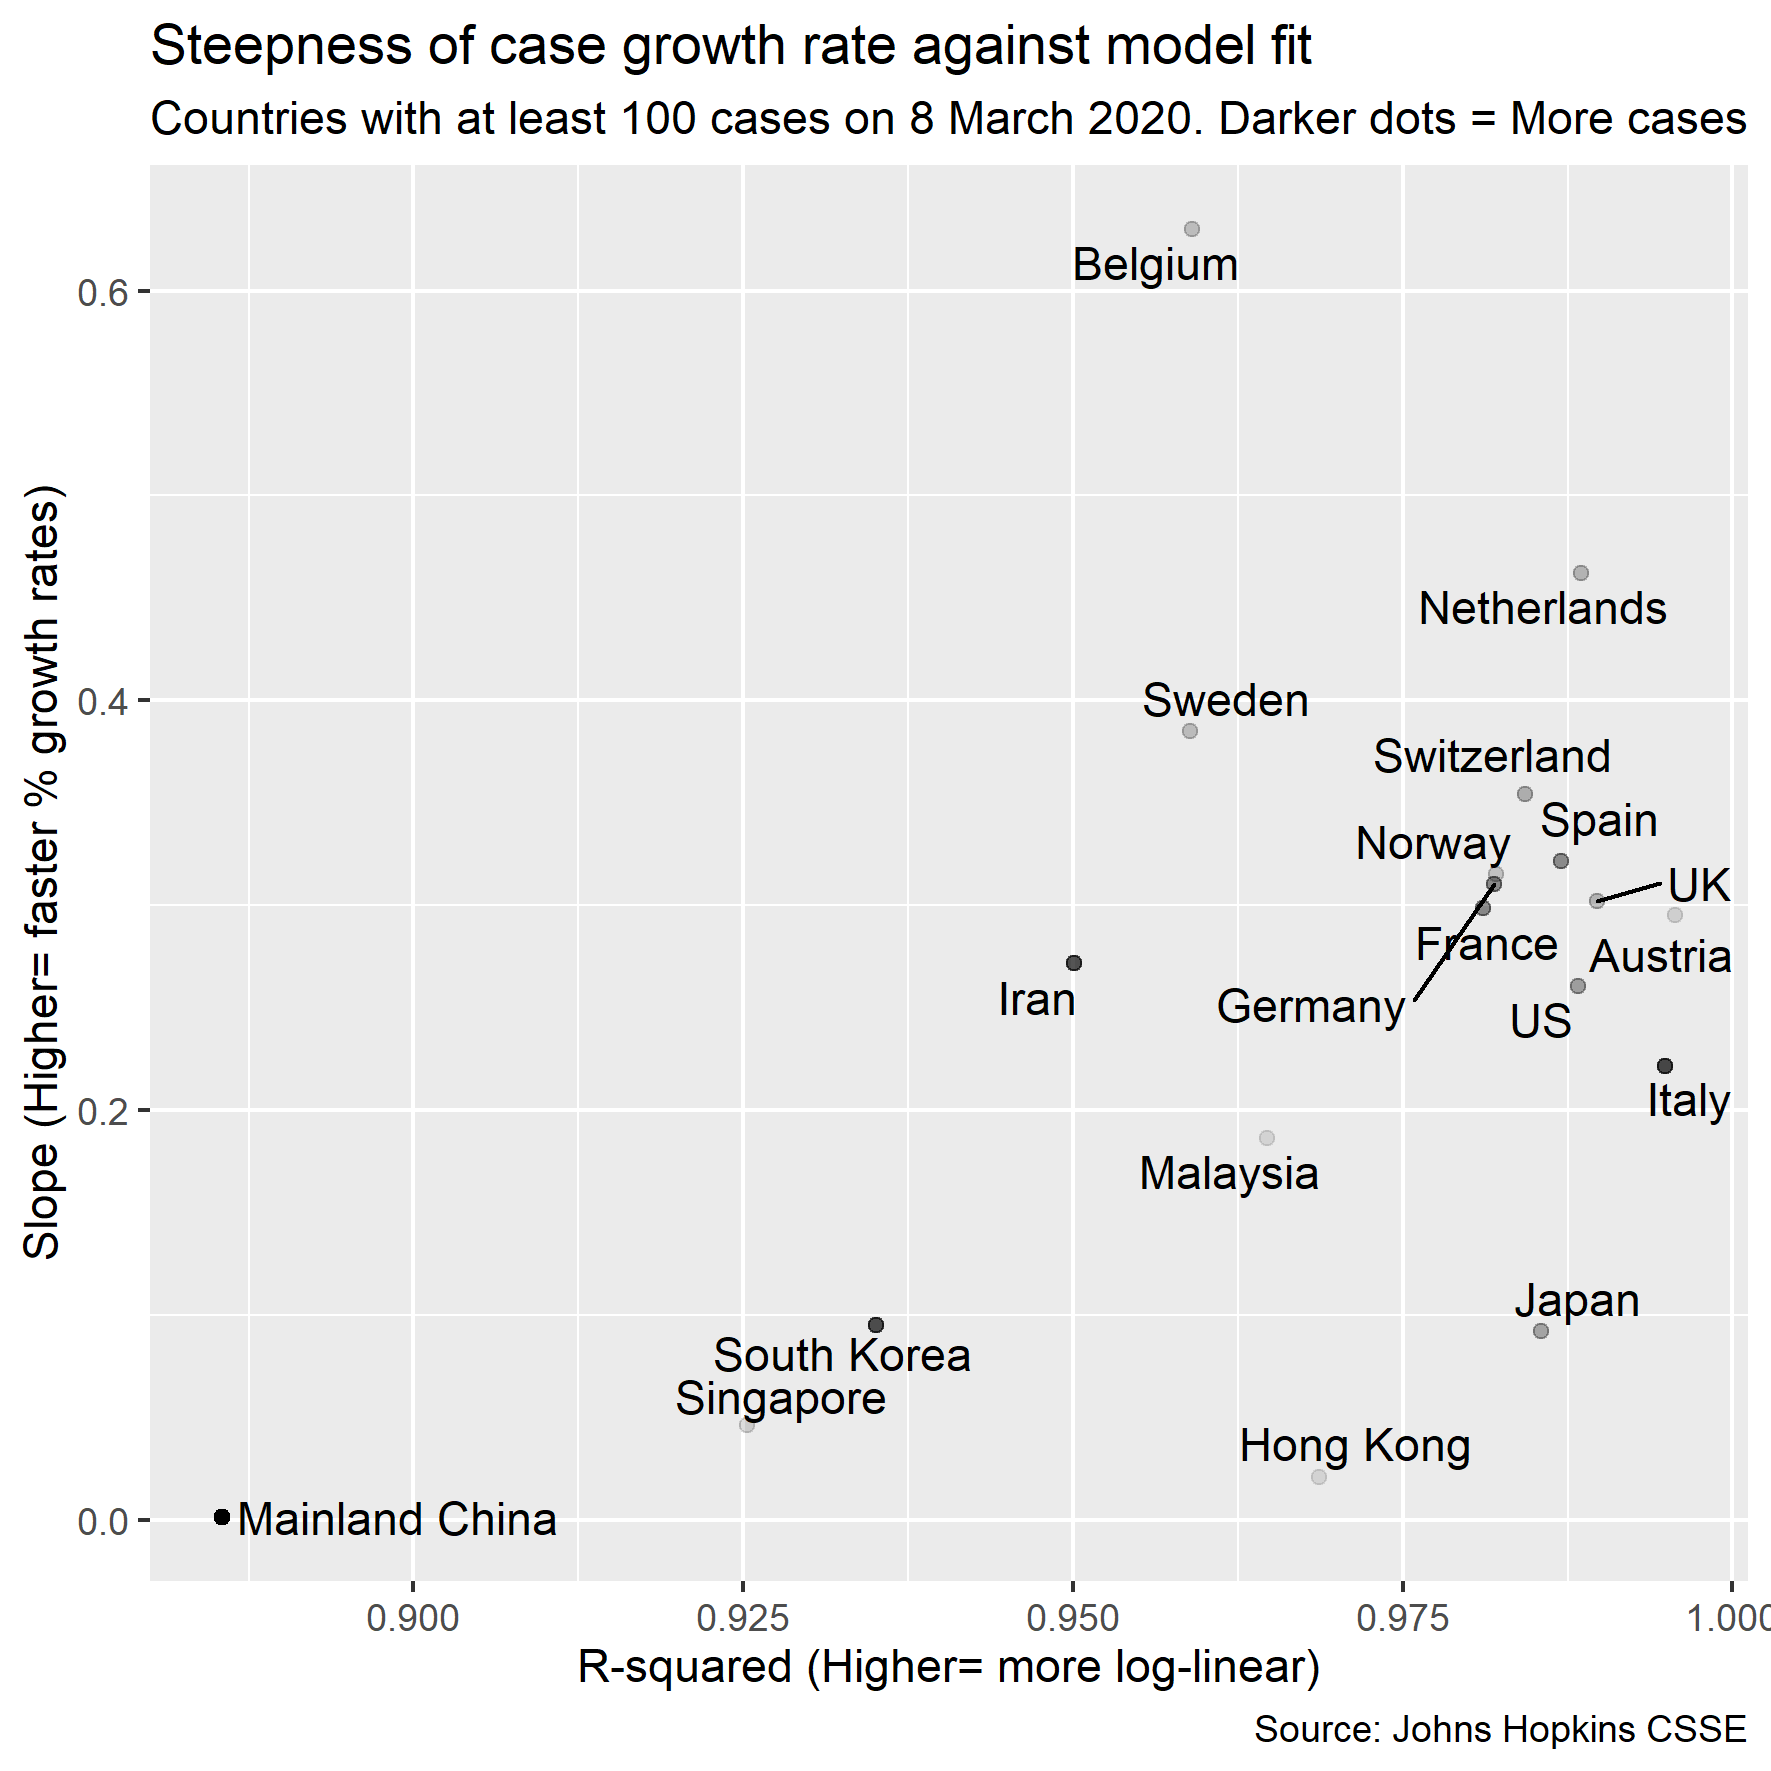 Steepness of case growth rate against model fit
Countries with at least 100 cases on 8 March 2020. Darker dots = More cases
Slope (Higher= faster % growth rates)
0.6
0.4
0.2
0.0
Belgium
Netherlands
Sweden
Switzerland
Spain
Norway
UK
France
Austria
Iran
Germany
US
Italy
Malaysia
Japan
South Korea
Singapore
Hong Kong
Mainland China
0.900
0.925
0.950
0.975
1.000
R-squared (Higher= more log-linear)
Source: Johns Hopkins CSSE